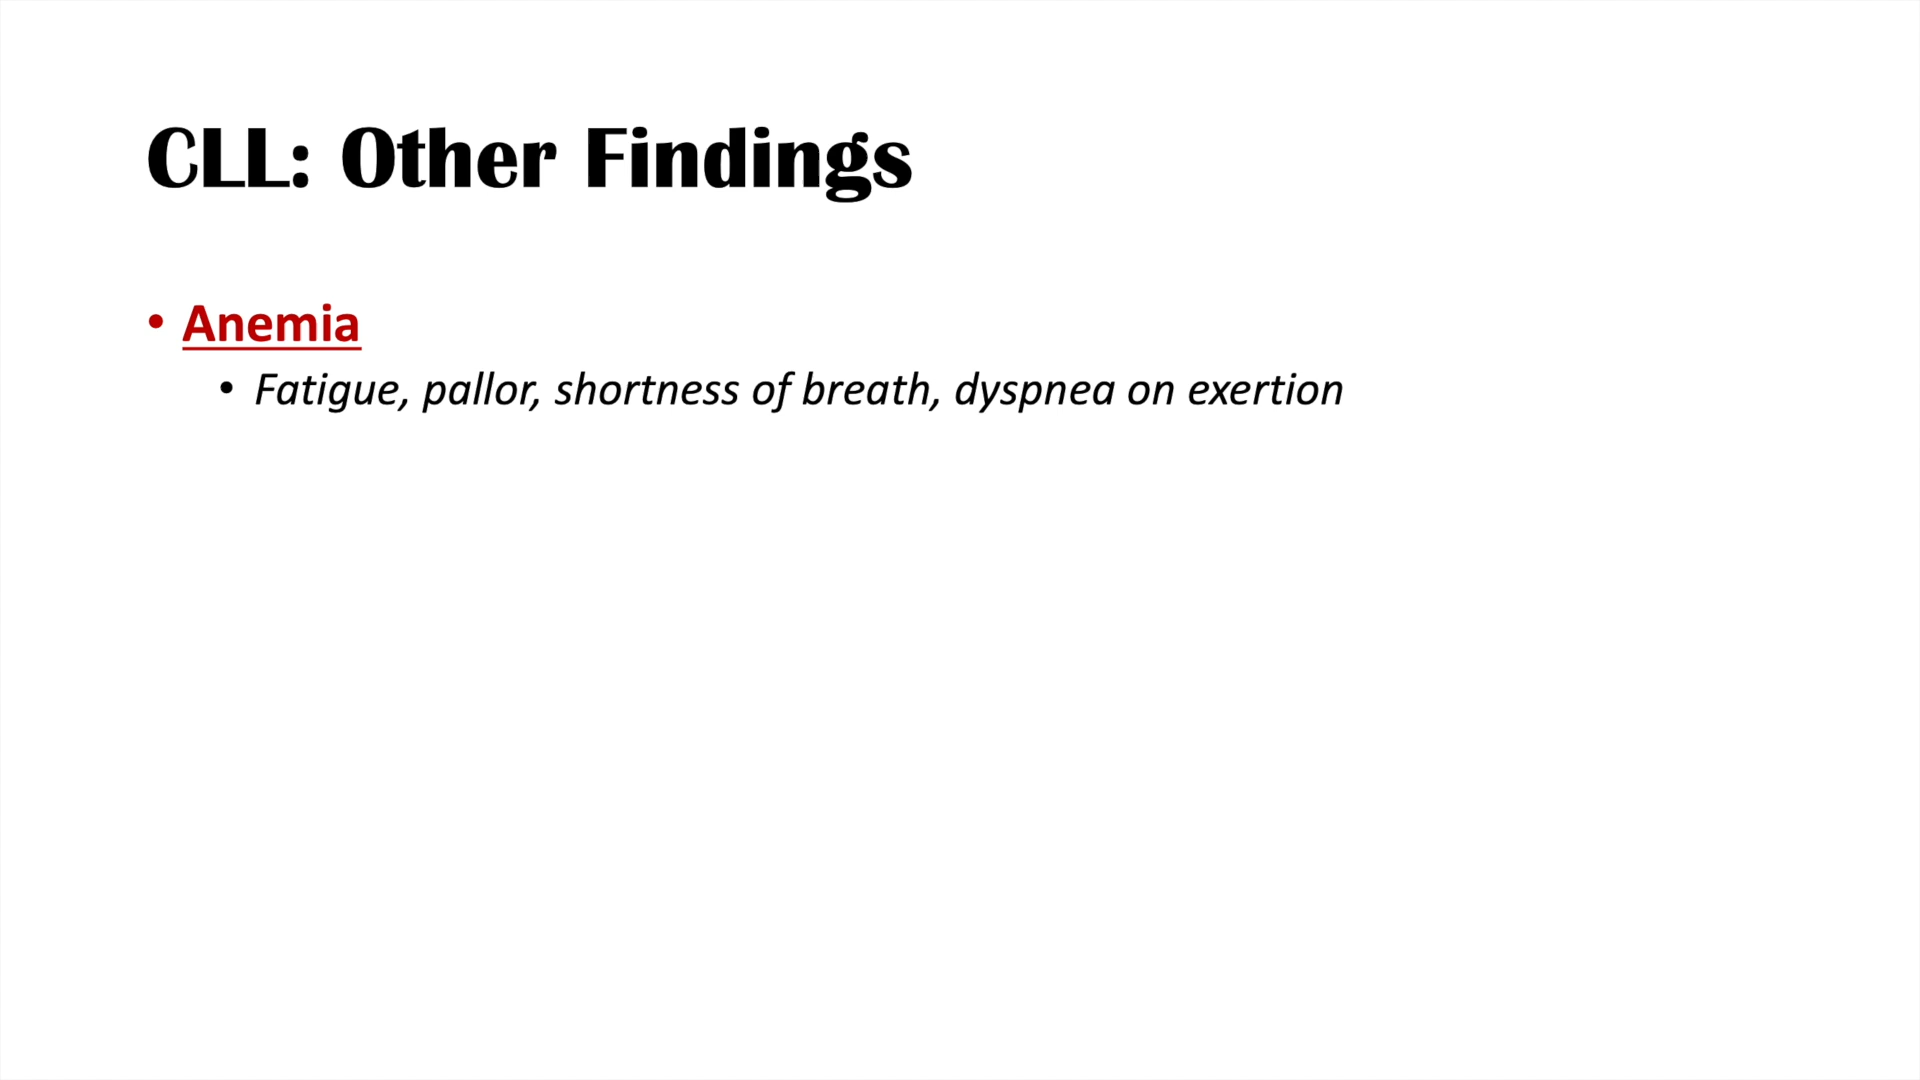 CLL: Other Findings
• Anemia
• Fatigue, pallor, shortness of breath, dyspnea on exertion